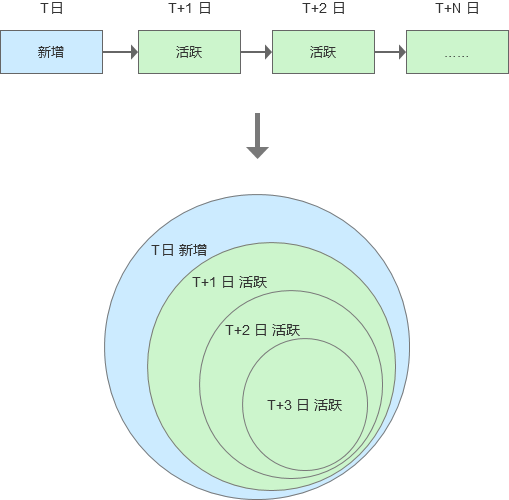 T日 T+1 日 T+2 日 T+N 日
新增 活跃 活跃 ……
T日 新增
T+1 日 活跃
T+2 日 活跃
T+3 日 活跃